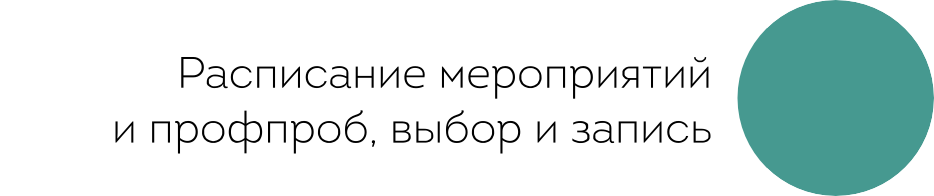 Расписание мероприятий
и профпроб, выбор и запись